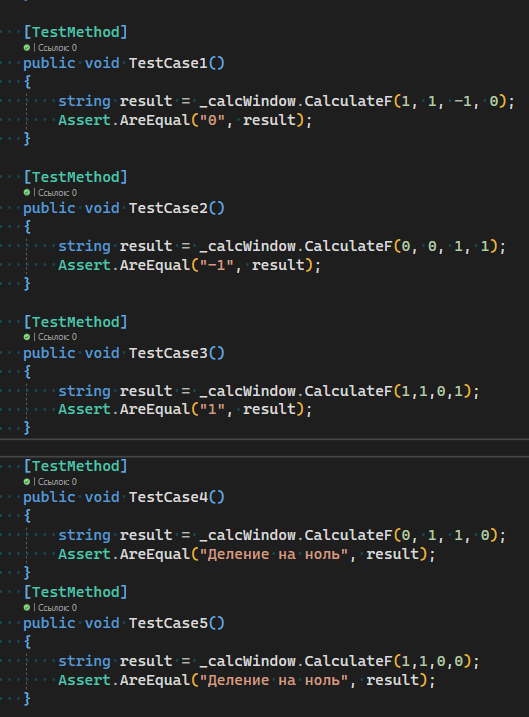 [TestMethod]
| Ссылок: 0
public void TestCase1()
{
string result = _calcWindow.CalculateF(1, 1, -1, 0);
Assert.AreEqual("0", result);
}
[TestMethod]
| Ссылок: 0
public void TestCase2()
{
string result = _calcWindow.CalculateF(0, 0, 1, 1);
Assert.AreEqual("-1", result);
}
[TestMethod]
| Ссылок: 0
public void TestCase3()
{
string result = _calcWindow.CalculateF(1,1,0,1);
Assert.AreEqual("1", result);
}
[TestMethod]
| Ссылок: 0
public void TestCase4()
{
string result = _calcWindow.CalculateF(0, 1, 1, 0);
Assert.AreEqual("Деление на ноль", result);
}
[TestMethod]
| Ссылок: 0
public void TestCase5()
{
string result = _calcWindow.CalculateF(1,1,0,0);
Assert.AreEqual("Деление на ноль", result);
}